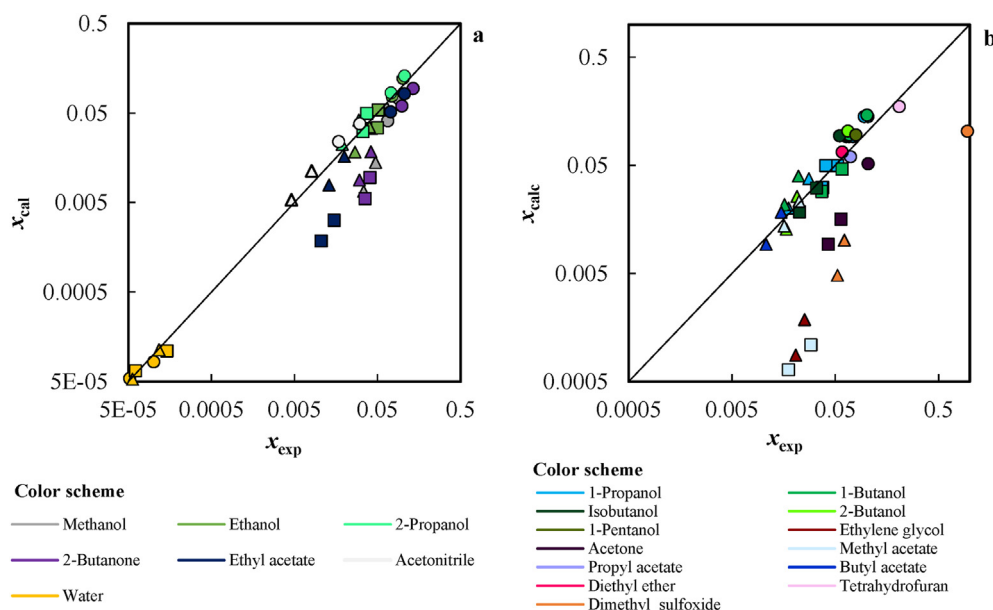 a
0.5
0.05
0.005
0.0005
5E-05
x_cal
5E-05
0.0005
0.005
0.05
0.5
x_exp
Color scheme
Methanol
Ethanol
2-Propanol
2-Butanone
Ethyl acetate
Acetonitrile
Water
b
0.5
0.05
0.005
0.0005
x_calc
0.0005
0.005
0.05
0.5
x_exp
Color scheme
1-Propanol
1-Butanol
Isobutanol
2-Butanol
1-Pentanol
Ethylene glycol
Acetone
Methyl acetate
Propyl acetate
Butyl acetate
Diethyl ether
Tetrahydrofuran
Dimethyl sulfoxide